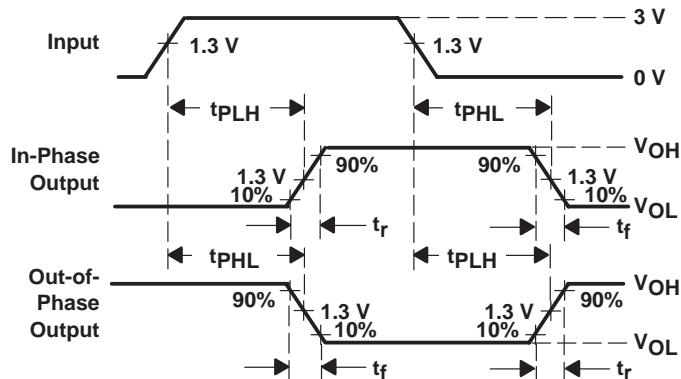 3 V
Input
1.3 V
1.3 V
0 V
tPLH
tPHL
In-Phase
Output
90%
90%
VOH
1.3 V
1.3 V
10%
10%
VOL
tr
tf
tPHL
tPLH
Out-of-
Phase
Output
90%
90%
VOH
1.3 V
1.3 V
10%
10%
VOL
tf
tr